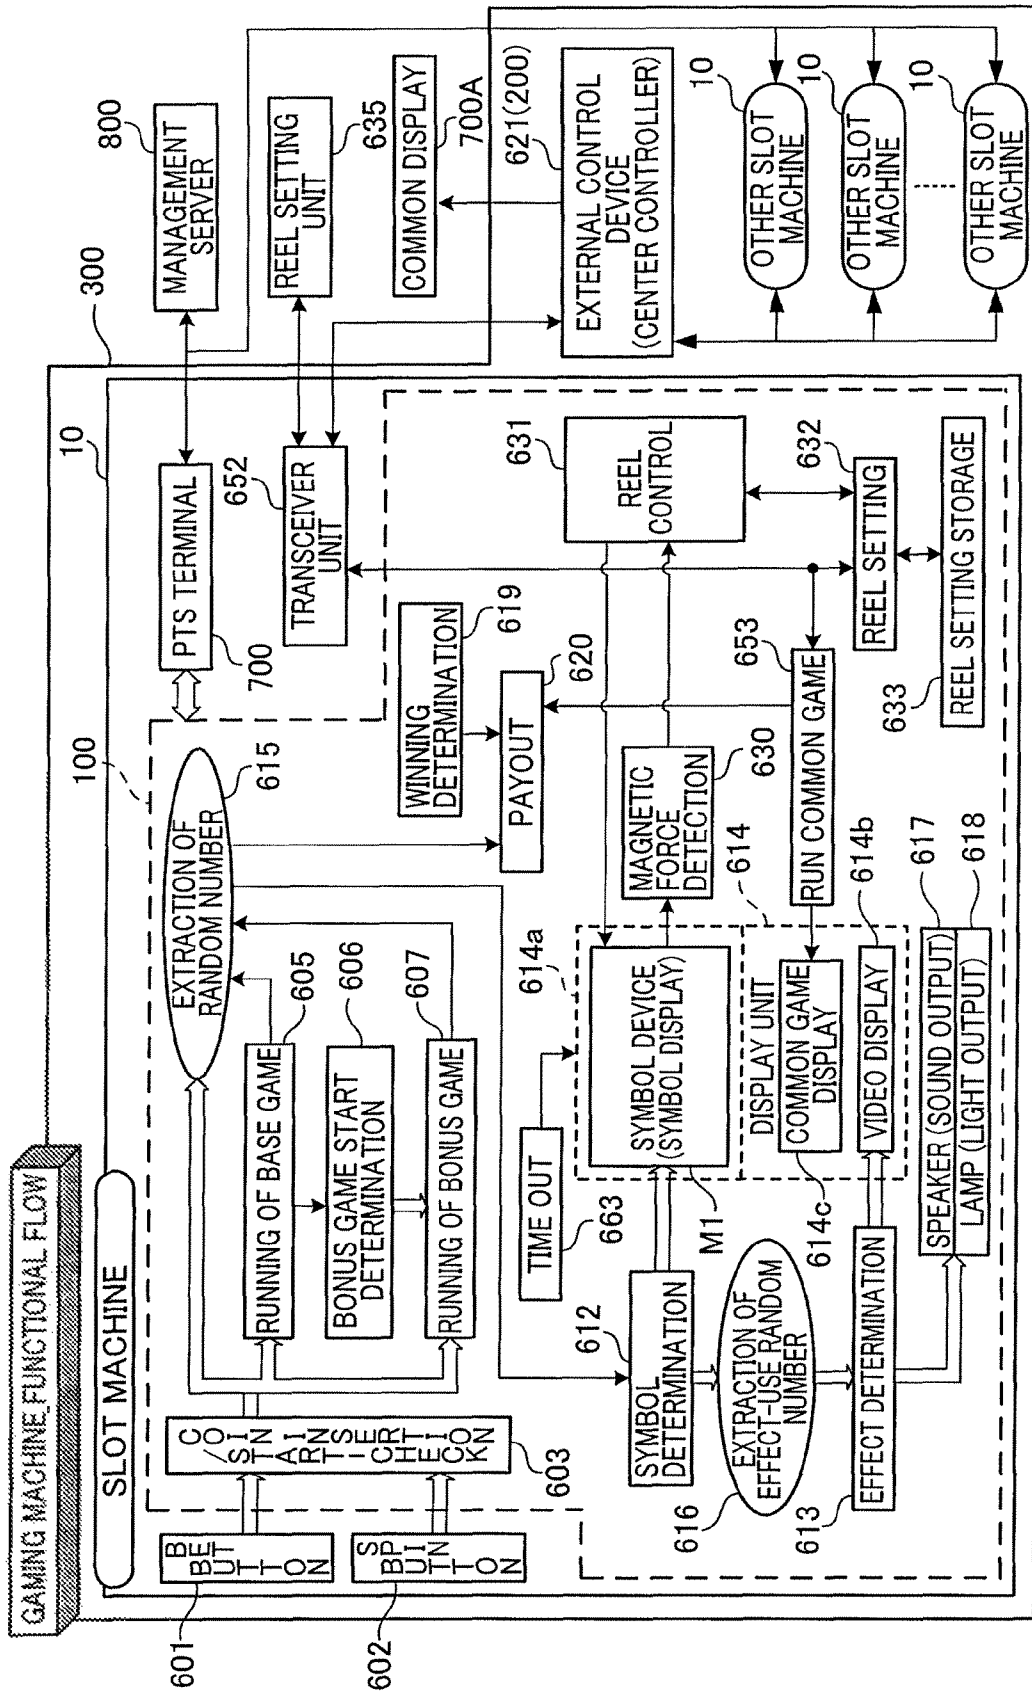 GAMING MACHINE FUNCTIONAL FLOW
SLOT MACHINE
300
10
100
601
BET
BUTTON
602
SPIN
BUTTON
603
COIN INSERTION
/START CHECK
RUNNING OF BASE GAME
605
BONUS GAME START
DETERMINATION
606
RUNNING OF BONUS GAME
607
EXTRACTION OF
RANDOM NUMBER
615
PTS TERMINAL
700
MANAGEMENT
SERVER
800
TRANSCEIVER
UNIT
652
REEL SETTING
UNIT
635
COMMON DISPLAY
700A
WINNING
DETERMINATION
619
PAYOUT
620
TIME OUT
663
614a
SYMBOL DEVICE
(SYMBOL DISPLAY)
M1
MAGNETIC
FORCE
DETECTION
630
REEL
CONTROL
631
EXTERNAL CONTROL
DEVICE
(CENTER CONTROLLER)
621(200)
SYMBOL
DETERMINATION
612
EXTRACTION OF
EFFECT-USE RANDOM
NUMBER
616
EFFECT DETERMINATION
613
DISPLAY UNIT
614
COMMON GAME
DISPLAY
614c
VIDEO DISPLAY
614b
RUN COMMON GAME
653
REEL SETTING
632
REEL SETTING STORAGE
633
SPEAKER (SOUND OUTPUT)
617
LAMP (LIGHT OUTPUT)
618
OTHER SLOT
MACHINE
10
OTHER SLOT
MACHINE
10
OTHER SLOT
MACHINE
10